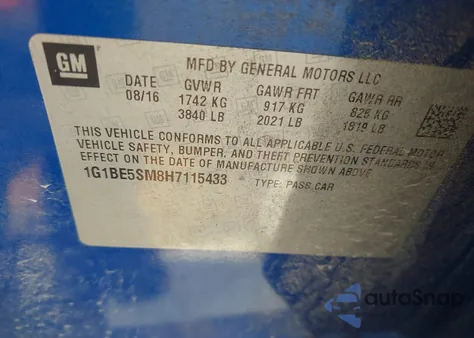 GM
MFD BY GENERAL MOTORS LLC
DATE GVWR GAWR FRT GAWR RR
08/16 1742 KG 917 KG 825 KG
3840 LB 2021 LB 1819 LB
THIS VEHICLE CONFORMS TO ALL APPLICABLE U.S. FEDERAL MOTOR
VEHICLE SAFETY, BUMPER, AND THEFT PREVENTION STANDARDS IN
EFFECT ON THE DATE OF MANUFACTURE SHOWN ABOVE.
1G1BE5SM8H7115433 TYPE: PASS.CAR
autoSnap